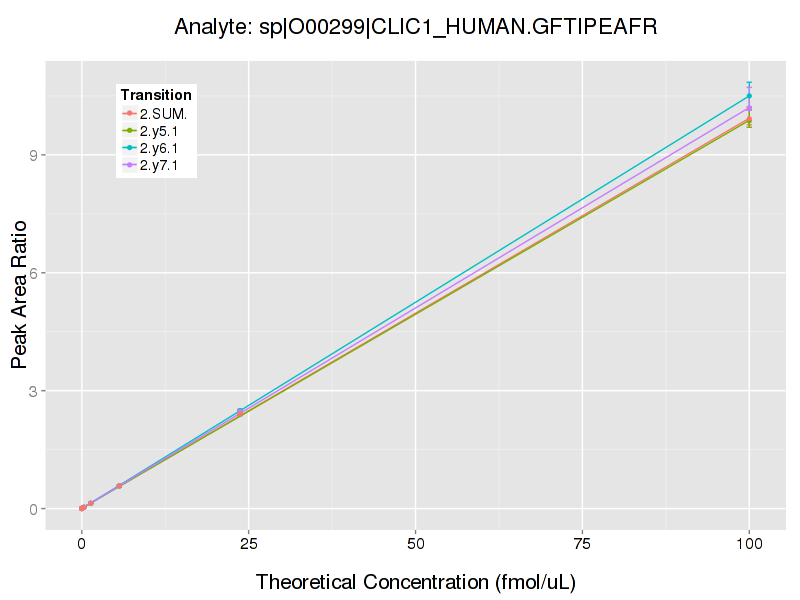 Analyte: sp|O00299|CLIC1_HUMAN.GFTIPEAFR
Transition
2.SUM.
2.y5.1
2.y6.1
2.y7.1
Peak Area Ratio
9
6
3
0
0 25 50 75 100
Theoretical Concentration (fmol/uL)